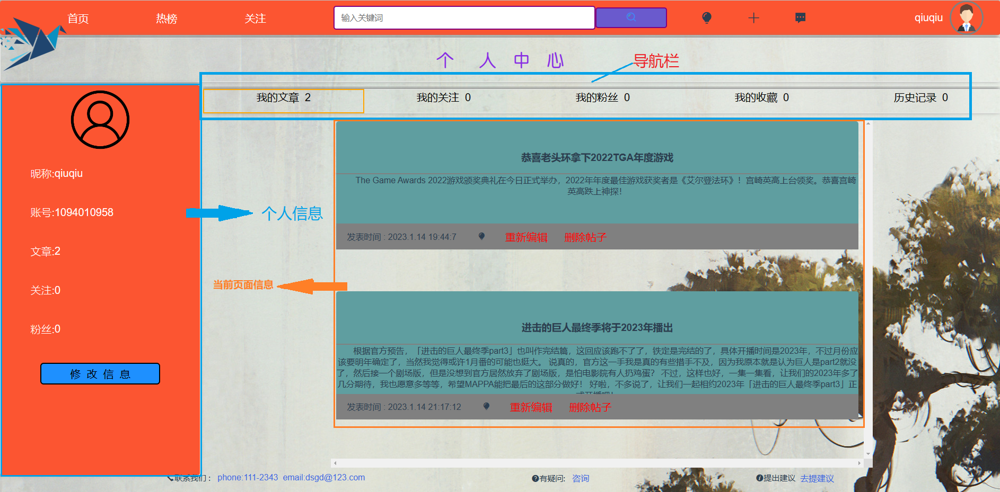 首页 热榜 关注 输入关键词 qiuqiu
个 人 中 心 导航栏
我的文章 2 我的关注 0 我的粉丝 0 我的收藏 0 历史记录 0
昵称:qiuqiu
账号:1094010958
文章:2
关注:0
粉丝:0
修 改 信 息
个人信息
当前页面信息
恭喜老头环拿下2022TGA年度游戏
The Game Awards 2022游戏颁奖典礼在今日正式举办，2022年年度最佳游戏获奖者是《艾尔登法环》！宫崎英高上台领奖。恭喜宫崎
英高跌上神探！
发表时间 : 2023.1.14 19:44:7 重新编辑 删除帖子
进击的巨人最终季将于2023年播出
根据官方预告，「进击的巨人最终季part3」也叫作完结篇，这回应该跑不了了，铁定是完结的了，具体开播时间是2023年，不过月份应
该要明年确定了，当然我觉得或许1月番的可能也挺大。 说真的，官方这一手我是真的有些措手不及，因为我原本就是认为巨人是part2就没
了，然后接一个剧场版，但是没想到官方居然放弃了剧场版，是怕电影院有人扔鸡蛋？ 不过，这样也好，一集一集看，让我们的2023年多了
几分期待，我也愿意多等等，希望MAPPA能把最后的这部分做好！ 好啦，不多说了，让我们一起相约2023年「进击的巨人最终季part3」正
式开播吧！
发表时间 : 2023.1.14 21:17:12 重新编辑 删除帖子
联系我们： phone:111-2343 email:dsgd@123.com 有疑问: 咨询 提出建议 去提建议